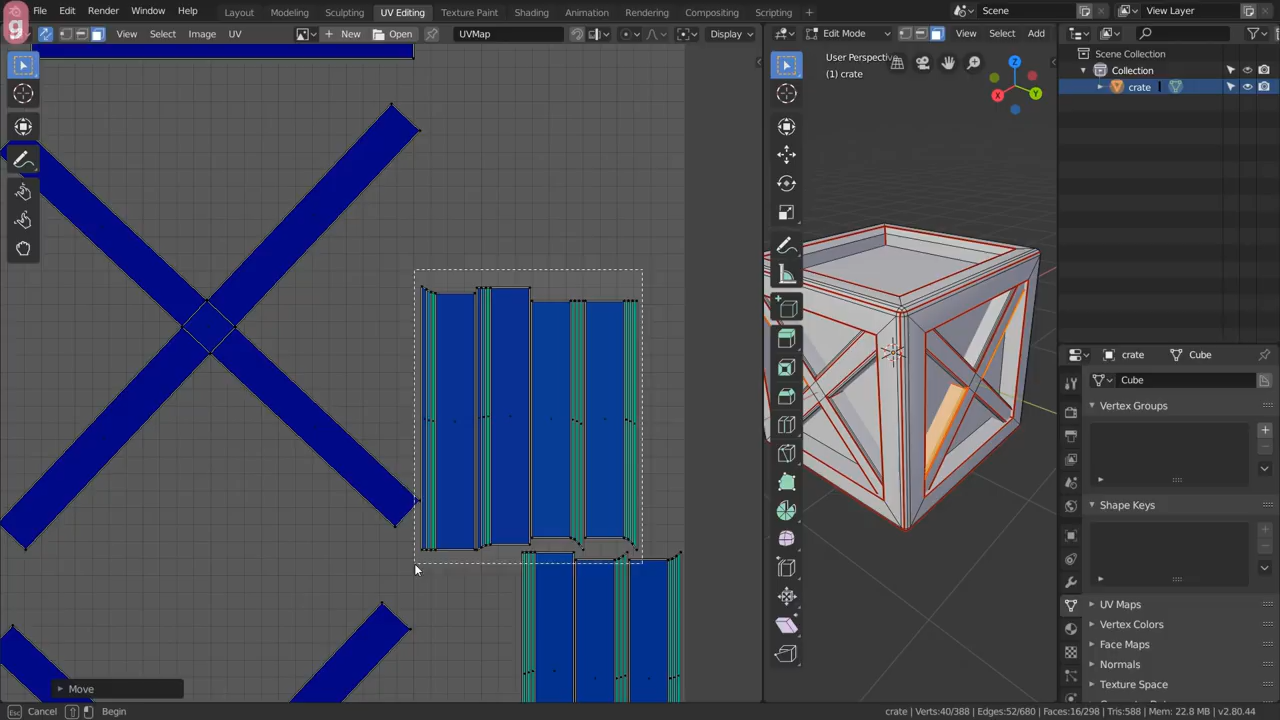 File Edit Render Window Help Layout Modeling Sculpting UV Editing Texture Paint Shading Animation Rendering Compositing Scripting + Scene View Layer
View Select Image UV New Open UVMap Display Edit Mode View Select Add
Scene Collection
Collection
crate
User Perspectiv
(1) crate
crate Cube
Cube
Vertex Groups
Shape Keys
UV Maps
Vertex Colors
Face Maps
Normals
Texture Space
Move
Cancel Begin crate | Verts:40/388 | Edges:52/680 | Faces:16/298 | Tris:588 | Mem: 22.8 MB | v2.80.44